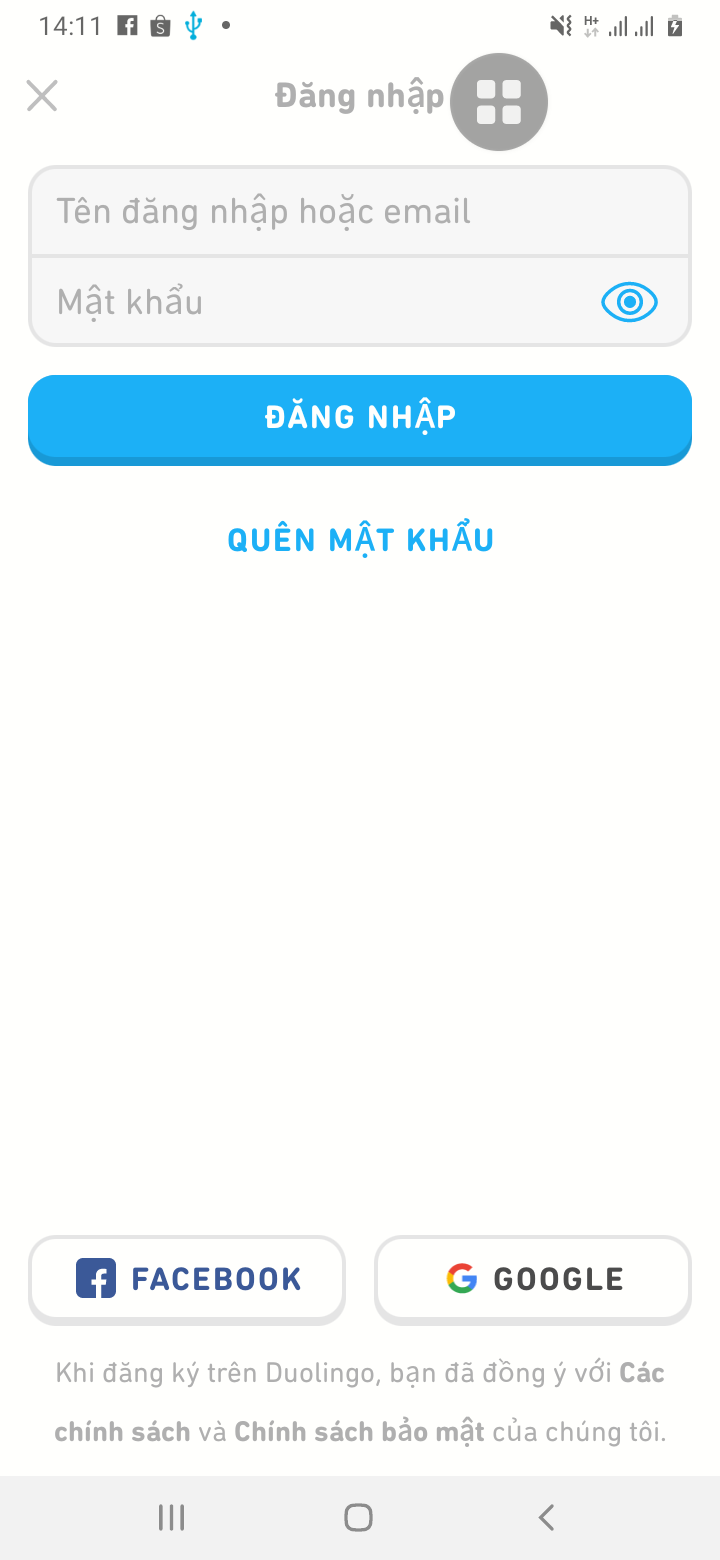 14:11
H+
Đăng nhập
Tên đăng nhập hoặc email
Mật khẩu
ĐĂNG NHẬP
QUÊN MẬT KHẨU
FACEBOOK
GOOGLE
Khi đăng ký trên Duolingo, bạn đã đồng ý với Các
chính sách và Chính sách bảo mật của chúng tôi.